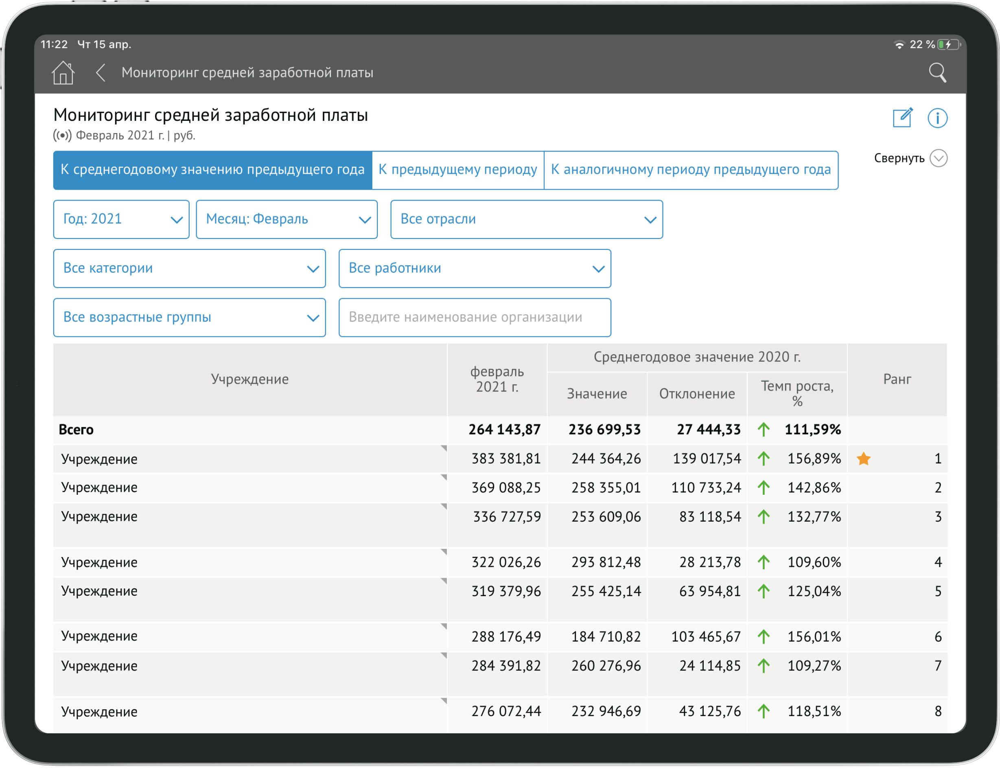 11:22 Чт 15 апр. 22 %
Мониторинг средней заработной платы
Мониторинг средней заработной платы
Февраль 2021 г. | руб.
К среднегодовому значению предыдущего года К предыдущему периоду К аналогичному периоду предыдущего года Свернуть
Год: 2021 Месяц: Февраль Все отрасли
Все категории Все работники
Все возрастные группы Введите наименование организации
Учреждение февраль 2021 г. Среднегодовое значение 2020 г. Ранг
Значение Отклонение Темп роста, %
Всего 264 143,87 236 699,53 27 444,33 111,59%
Учреждение 383 381,81 244 364,26 139 017,54 156,89% 1
Учреждение 369 088,25 258 355,01 110 733,24 142,86% 2
Учреждение 336 727,59 253 609,06 83 118,54 132,77% 3
Учреждение 322 026,26 293 812,48 28 213,78 109,60% 4
Учреждение 319 379,96 255 425,14 63 954,81 125,04% 5
Учреждение 288 176,49 184 710,82 103 465,67 156,01% 6
Учреждение 284 391,82 260 276,96 24 114,85 109,27% 7
Учреждение 276 072,44 232 946,69 43 125,76 118,51% 8